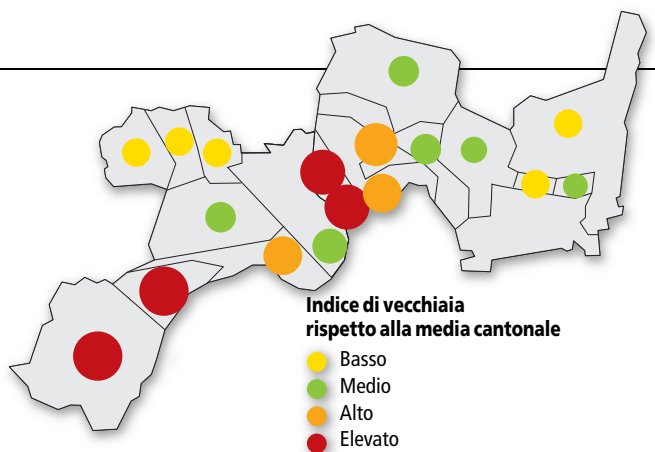 Indice di vecchiaia
rispetto alla media cantonale
Basso
Medio
Alto
Elevato